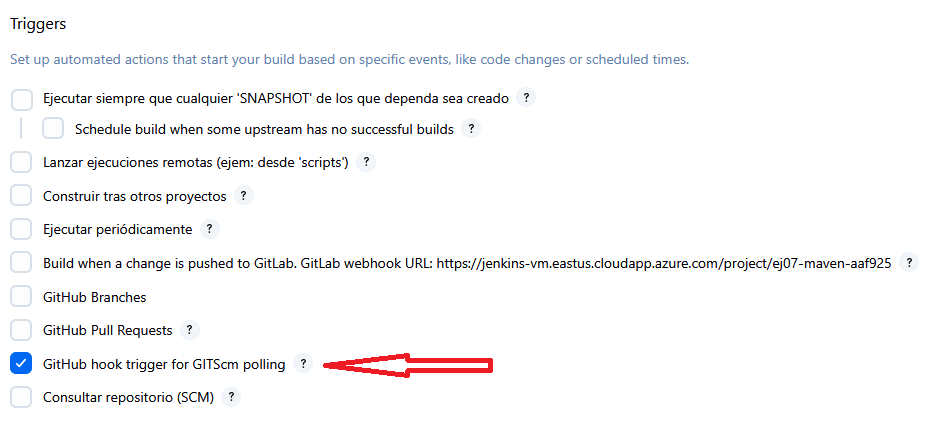 Triggers
Set up automated actions that start your build based on specific events, like code changes or scheduled times.
Ejecutar siempre que cualquier 'SNAPSHOT' de los que dependa sea creado ?
Schedule build when some upstream has no successful builds ?
Lanzar ejecuciones remotas (ejem: desde 'scripts') ?
Construir tras otros proyectos ?
Ejecutar periódicamente ?
Build when a change is pushed to GitLab. GitLab webhook URL: https://jenkins-vm.eastus.cloudapp.azure.com/project/ej07-maven-aaf925 ?
GitHub Branches
GitHub Pull Requests ?
GitHub hook trigger for GITScm polling ?
Consultar repositorio (SCM) ?